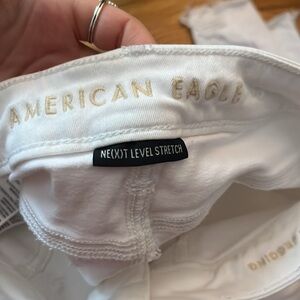 AMERICAN EAGLE
NE(X)T LEVEL STRETCH